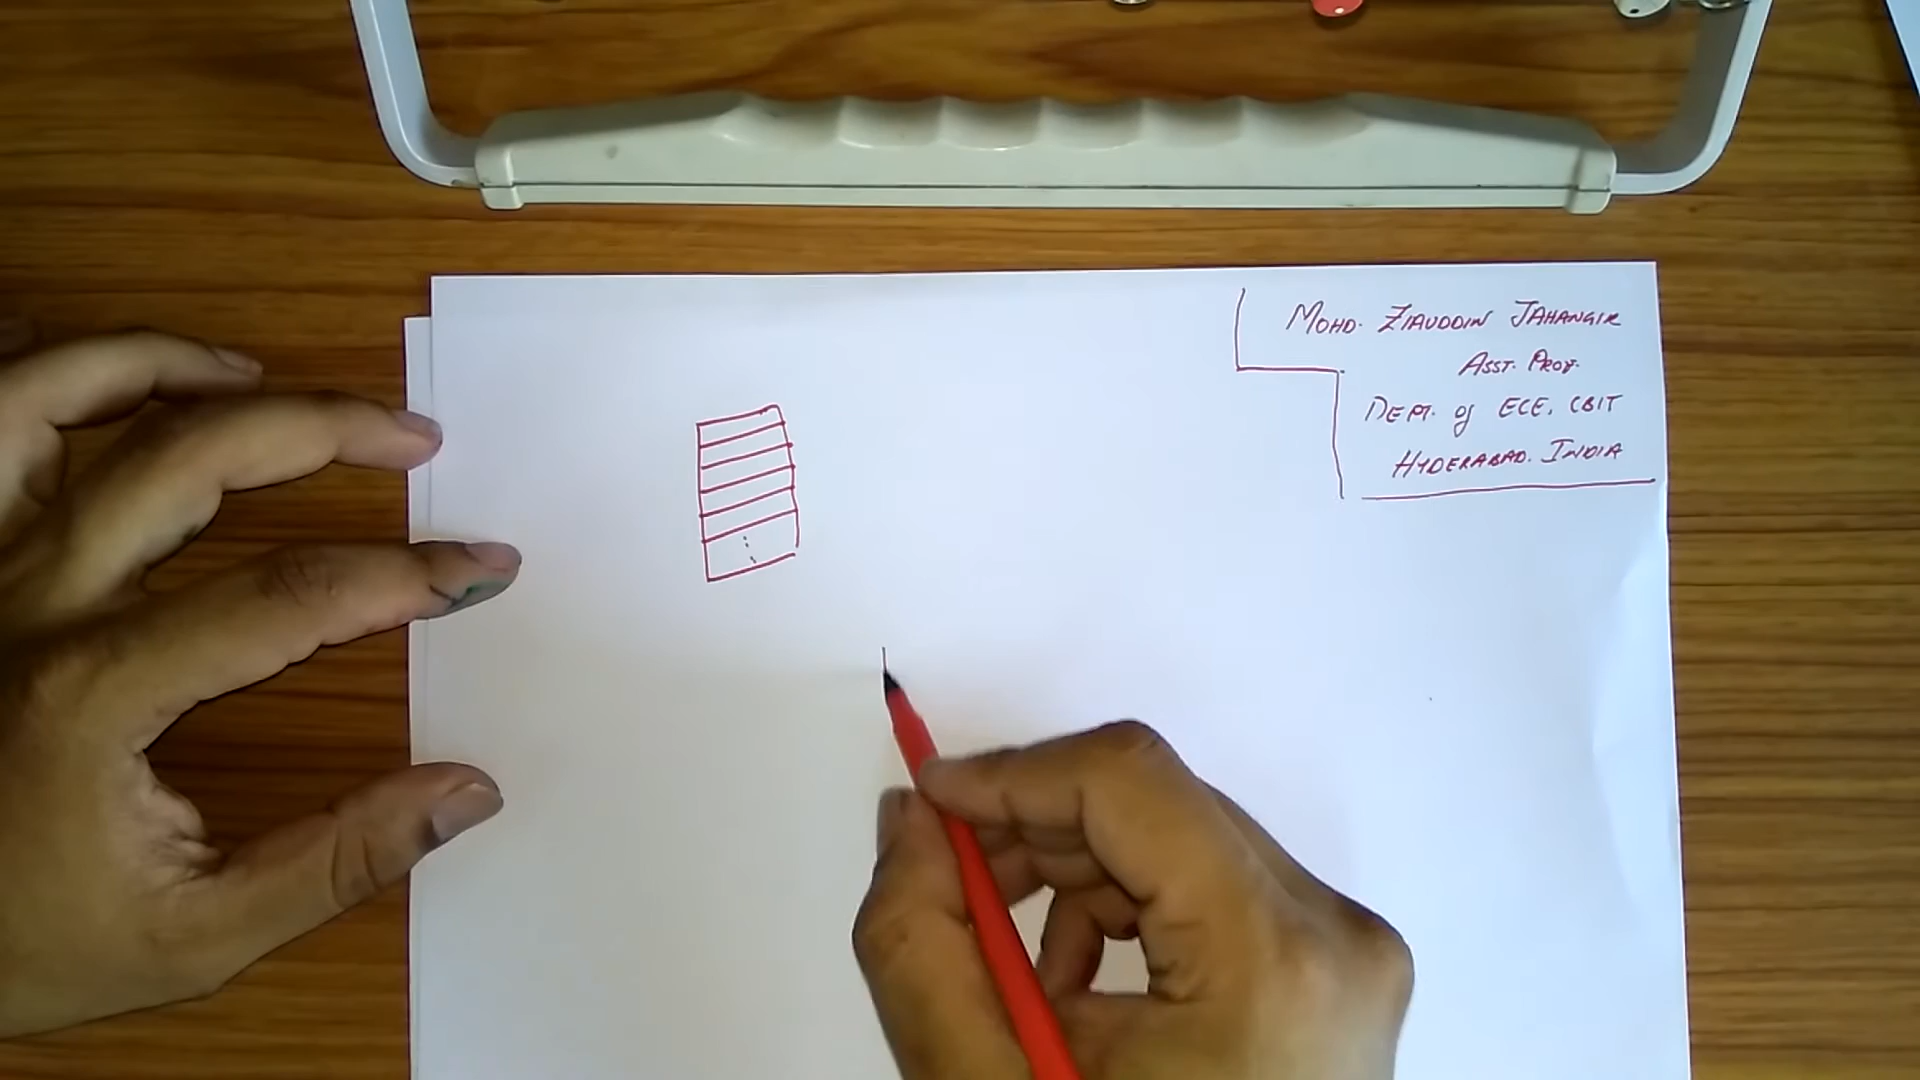 MOHD. ZIAUDDIN JAHANGIR
ASST. PROF.
DEPT. of ECE, CBIT
HYDERABAD. INDIA